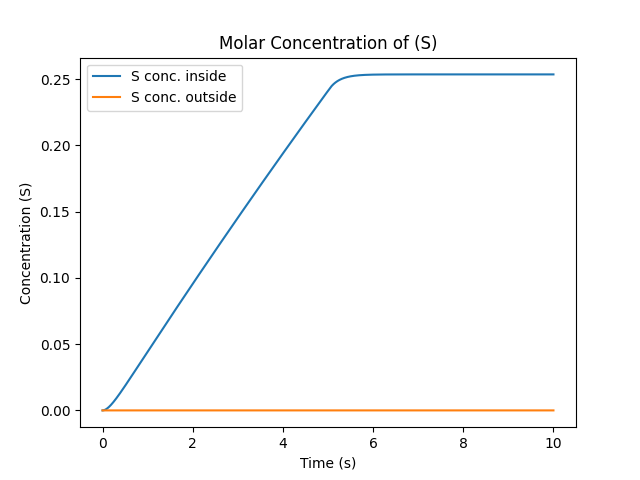 Molar Concentration of (S)
S conc. inside
S conc. outside
Concentration (S)
0.25
0.20
0.15
0.10
0.05
0.00
0 2 4 6 8 10
Time (s)